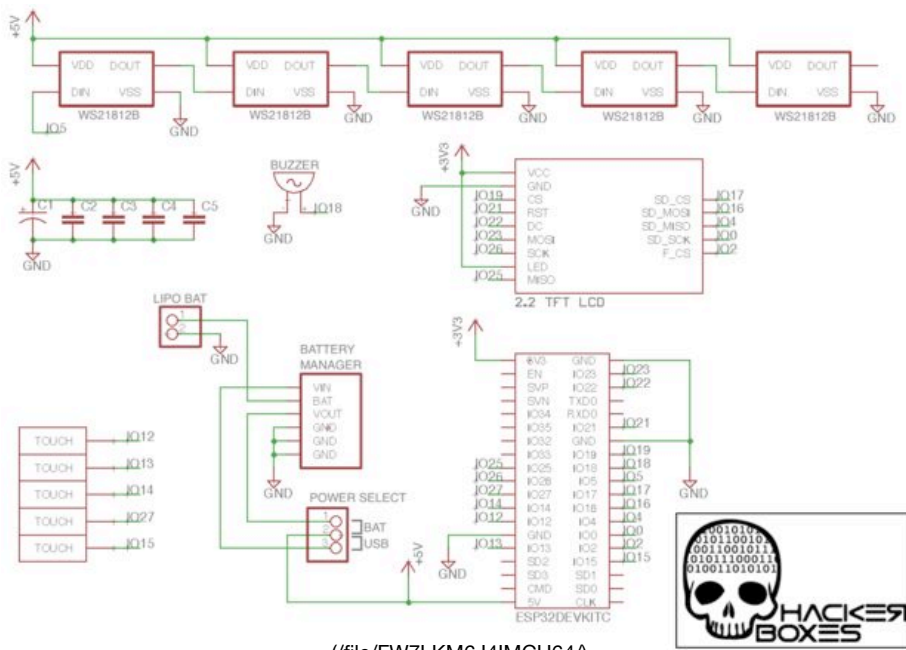 +5V
VDD DOUT VDD DOUT VDD DOUT VDD DOUT VDD DOUT
DIN VSS DIN VSS DIN VSS DIN VSS DIN VSS
WS21812B WS21812B WS21812B WS21812B WS21812B
IO5
GND GND GND GND GND
+5V
C1 C2 C3 C4 C5
GND
BUZZER
IO18
GND
+3V3
GND
VCC
GND
IO19 CS SD_CS IO17
IO21 RST SD_MOSI IO16
IO22 DC SD_MISO IO4
IO23 MOSI SD_SCK IO0
IO26 SCK F_CS IO2
LED
IO25 MISO
2.2 TFT LCD
LIPO BAT
1
2
GND
BATTERY
MANAGER
VIN
BAT
VOUT
GND
GND
GND
GND
POWER SELECT
1
2
3
BAT
USB
+5V
TOUCH IO12
TOUCH IO13
TOUCH IO14
TOUCH IO27
TOUCH IO15
+3V3
GND
EN IO23 IO23
SVP IO22 IO22
SVN TXD0
IO34 RXD0
IO35 IO21 IO21
IO32 GND
IO33 IO19 IO19
IO25 IO25 IO18 IO18
IO26 IO5 IO5
IO27 IO27 IO17 IO17
IO14 IO14 IO16
IO12 IO12 IO4 IO4
GND IO0 IO0
IO13 IO13 IO2 IO2
SD2 IO15 IO15
SD3 SD1
CMD SD0
5V CLK
ESP32DEVKITC
GND
GND
HACKER
BOXES